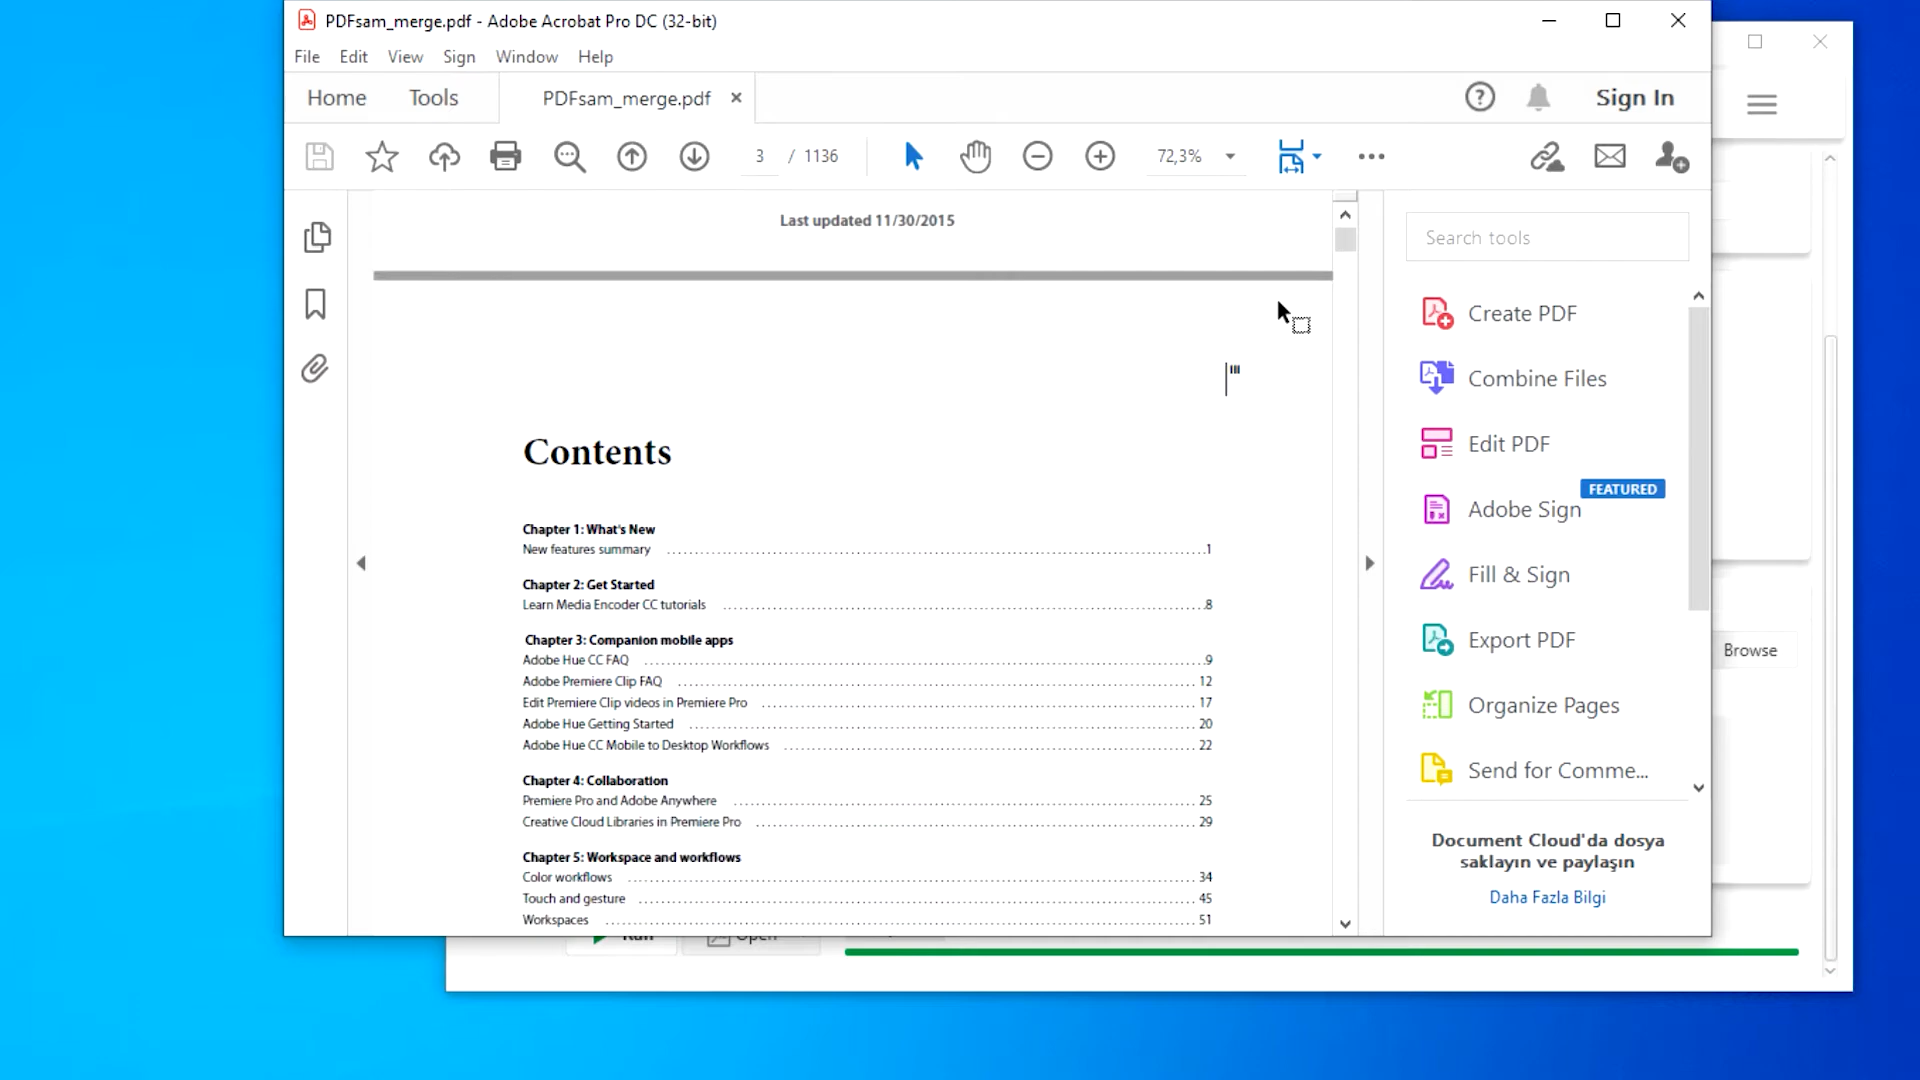 PDFsam_merge.pdf - Adobe Acrobat Pro DC (32-bit)
File Edit View Sign Window Help
Home Tools PDFsam_merge.pdf Sign In
3 / 1136 72,3%
Last updated 11/30/2015
Search tools
Create PDF
iii
Combine Files
Contents
Edit PDF
FEATURED
Adobe Sign
Chapter 1: What's New
New features summary 1
Fill & Sign
Chapter 2: Get Started
Learn Media Encoder CC tutorials 8
Export PDF
Chapter 3: Companion mobile apps
Browse
Adobe Hue CC FAQ 9
Adobe Premiere Clip FAQ 12
Edit Premiere Clip videos in Premiere Pro 17
Organize Pages
Adobe Hue Getting Started 20
Adobe Hue CC Mobile to Desktop Workflows 22
Send for Comme...
Chapter 4: Collaboration
Premiere Pro and Adobe Anywhere 25
Creative Cloud Libraries in Premiere Pro 29
Document Cloud'da dosya
saklayın ve paylaşın
Chapter 5: Workspace and workflows
Color workflows 34
Daha Fazla Bilgi
Touch and gesture 45
Workspaces 51
Run Open